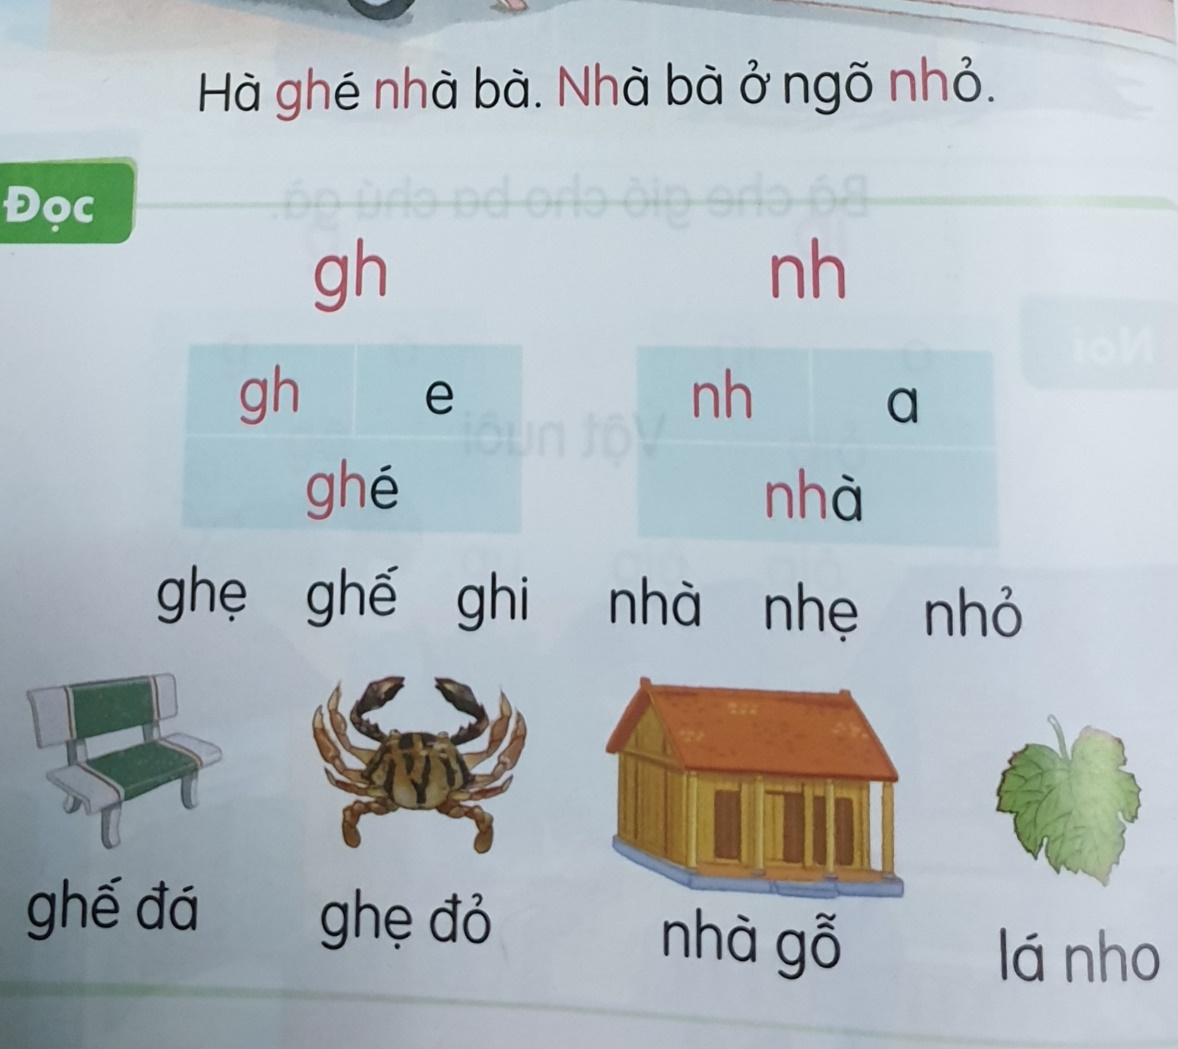 Hà ghé nhà bà. Nhà bà ở ngõ nhỏ.
Đọc
gh nh
gh e nh a
ghé nhà
ghẹ ghế ghi nhà nhẹ nhỏ
ghế đá ghẹ đỏ nhà gỗ lá nho